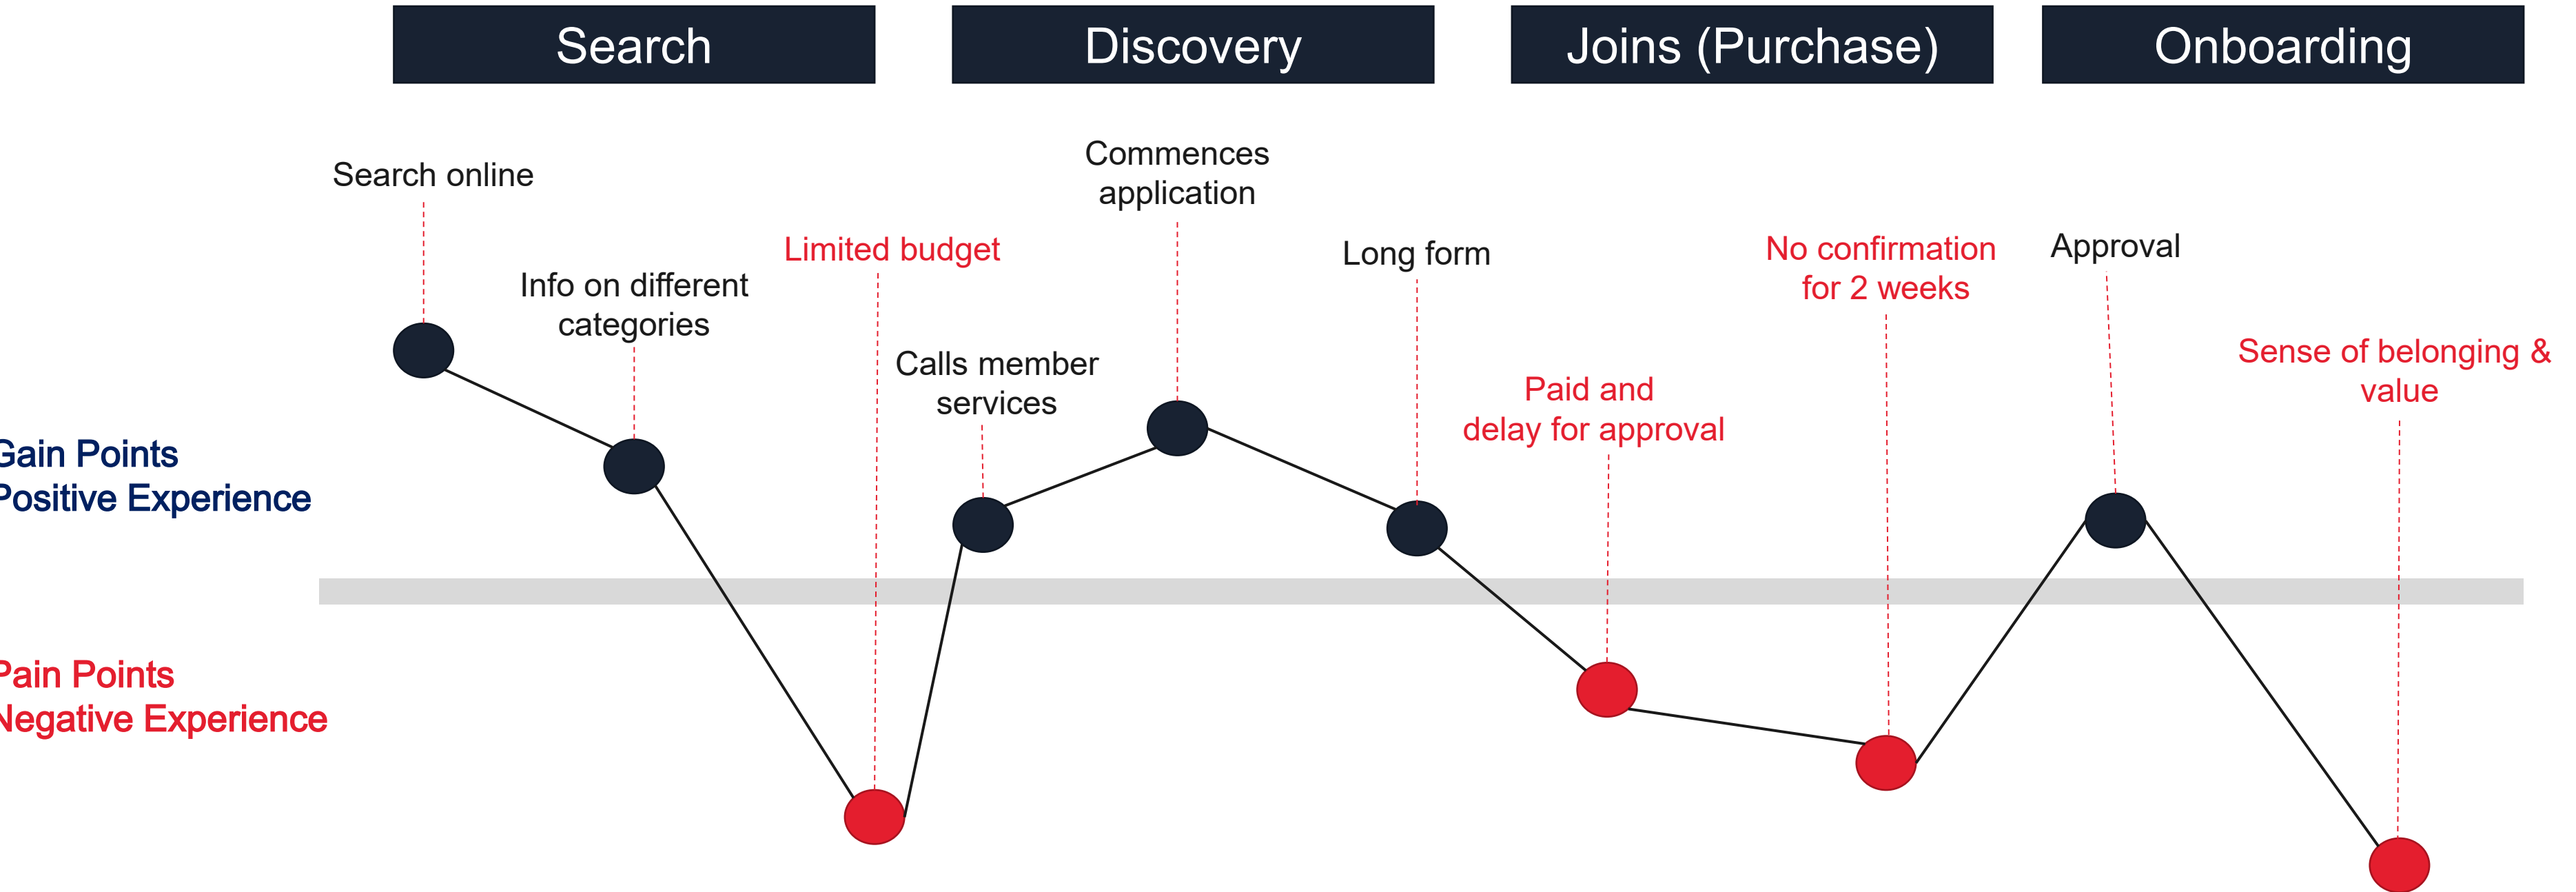 Search
Discovery
Joins (Purchase)
Onboarding
Search online
Info on different
categories
Limited budget
Calls member
services
Commences
application
Long form
Paid and
delay for approval
No confirmation
for 2 weeks
Approval
Sense of belonging &
value
Gain Points
Positive Experience
Pain Points
Negative Experience